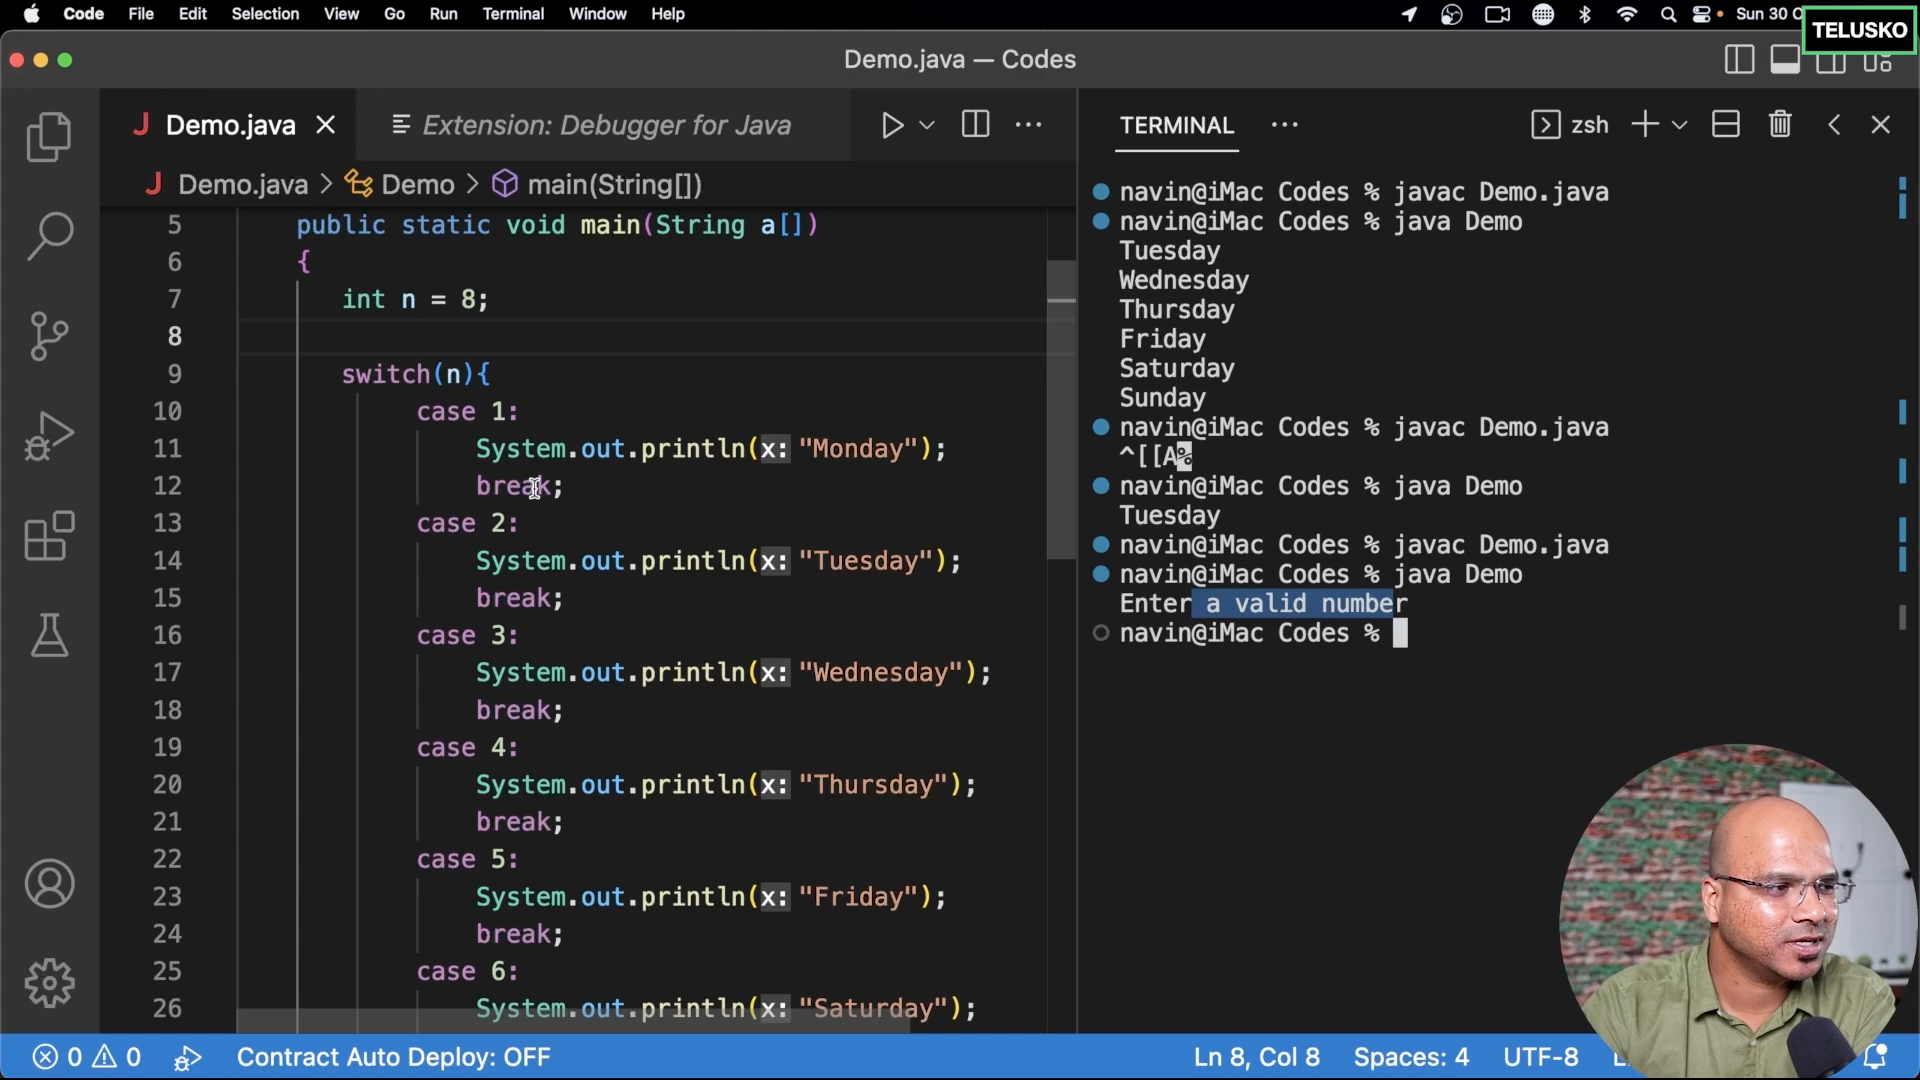 Code File Edit Selection View Go Run Terminal Window Help Sun 30
TELUSKO
Demo.java — Codes
Demo.java Extension: Debugger for Java
Demo.java > Demo > main(String[])
5 public static void main(String a[])
6 {
7 int n = 8;
8
9 switch(n){
10 case 1:
11 System.out.println(x: "Monday");
12 break;
13 case 2:
14 System.out.println(x: "Tuesday");
15 break;
16 case 3:
17 System.out.println(x: "Wednesday");
18 break;
19 case 4:
20 System.out.println(x: "Thursday");
21 break;
22 case 5:
23 System.out.println(x: "Friday");
24 break;
25 case 6:
26 System.out.println(x: "Saturday");
TERMINAL ··· zsh
navin@iMac Codes % javac Demo.java
navin@iMac Codes % java Demo
Tuesday
Wednesday
Thursday
Friday
Saturday
Sunday
navin@iMac Codes % javac Demo.java
^[[A%
navin@iMac Codes % java Demo
Tuesday
navin@iMac Codes % javac Demo.java
navin@iMac Codes % java Demo
Enter a valid number
navin@iMac Codes %
0 0 Contract Auto Deploy: OFF Ln 8, Col 8 Spaces: 4 UTF-8